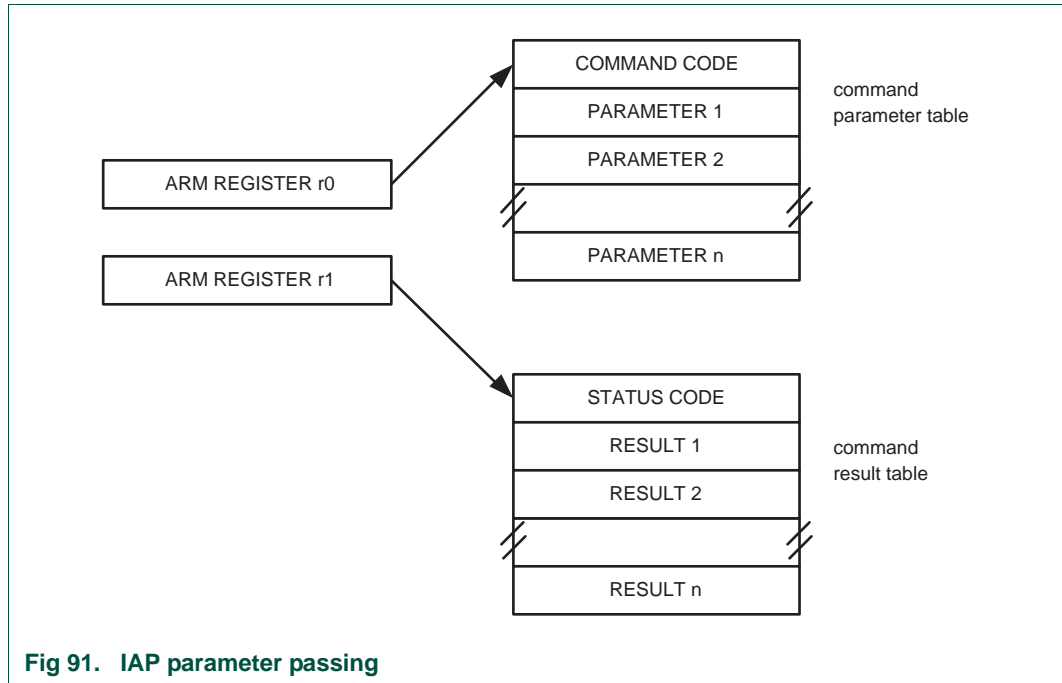 COMMAND CODE
PARAMETER 1
PARAMETER 2
PARAMETER n
command
parameter table
ARM REGISTER r0
ARM REGISTER r1
STATUS CODE
RESULT 1
RESULT 2
RESULT n
command
result table
Fig 91. IAP parameter passing